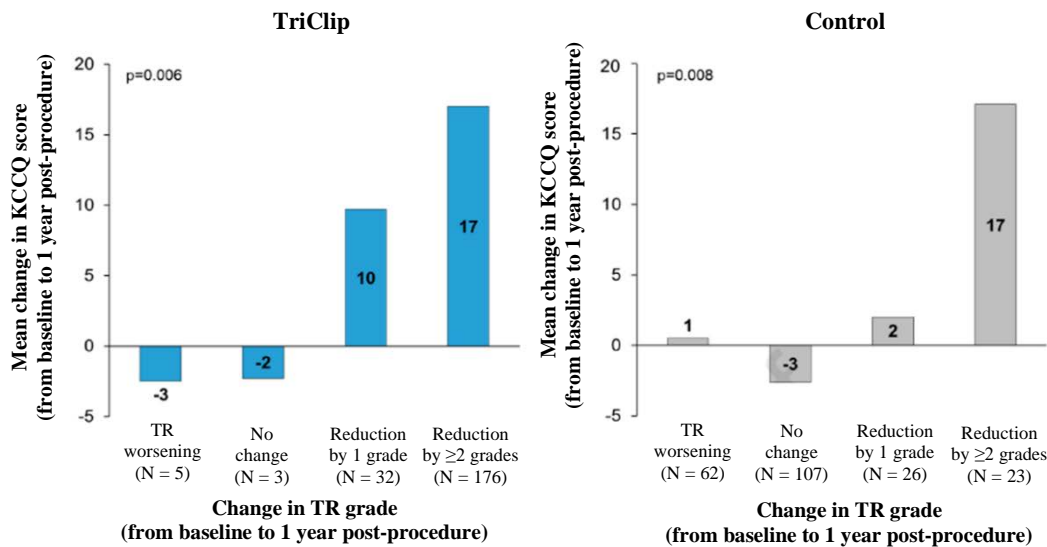 TriClip
Mean change in KCCQ score
(from baseline to 1 year post-procedure)
20
15
10
5
0
-5
p=0.006
-3
-2
10
17
TR
worsening
(N = 5)
No
change
(N = 3)
Reduction
by 1 grade
(N = 32)
Reduction
by ≥2 grades
(N = 176)
Change in TR grade
(from baseline to 1 year post-procedure)
Control
Mean change in KCCQ score
(from baseline to 1 year post-procedure)
20
15
10
5
0
-5
p=0.008
1
-3
2
17
TR
worsening
(N = 62)
No
change
(N = 107)
Reduction
by 1 grade
(N = 26)
Reduction
by ≥2 grades
(N = 23)
Change in TR grade
(from baseline to 1 year post-procedure)